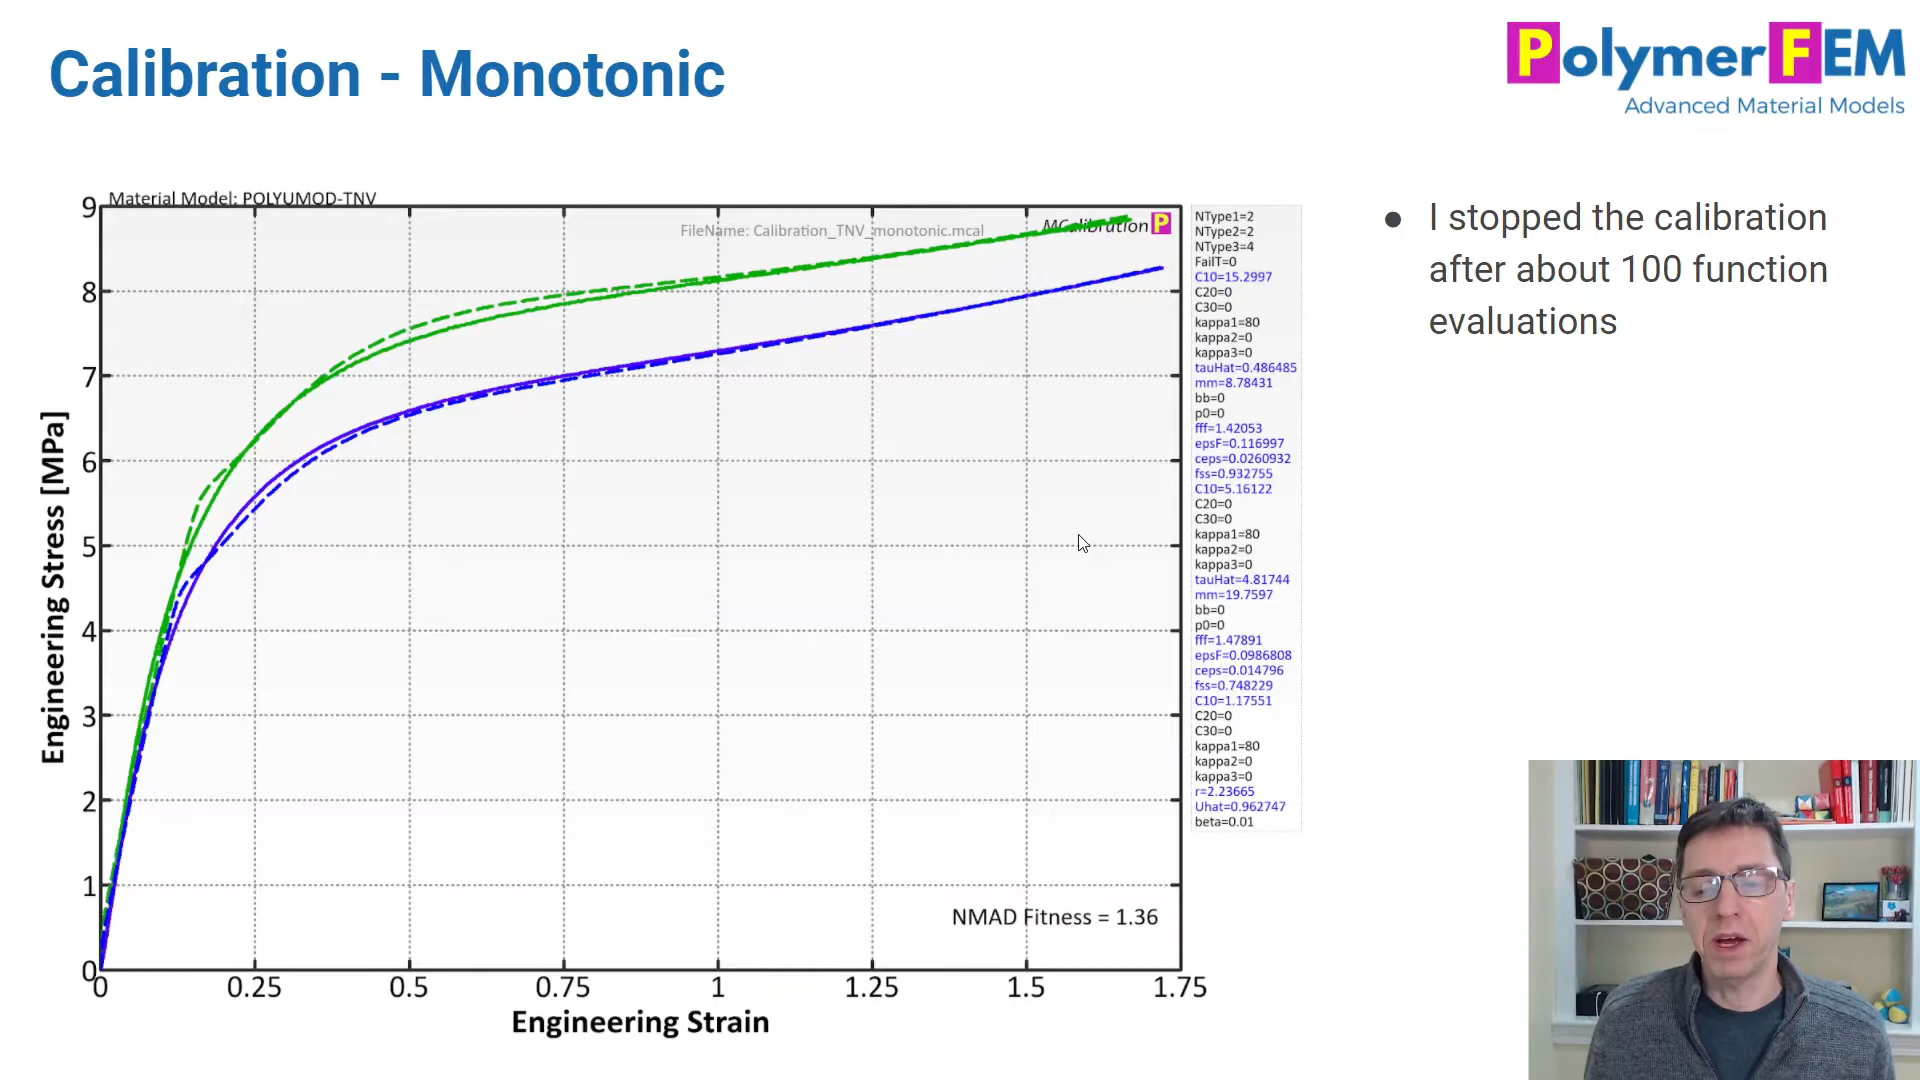 Calibration - Monotonic
PolymerFEM
Advanced Material Models
Material Model: POLYUMOD-TNV
FileName: Calibration_TNV_monotonic.mcal
MCalibration P
9
8
7
6
5
4
3
2
1
0
Engineering Stress [MPa]
0 0.25 0.5 0.75 1 1.25 1.5 1.75
Engineering Strain
NMAD Fitness = 1.36
NType1=2
NType2=2
NType3=4
FailT=0
C10=15.2997
C20=0
C30=0
kappa1=80
kappa2=0
kappa3=0
tauHat=0.486485
mm=8.78431
bb=0
p0=0
fff=1.42053
epsF=0.116997
ceps=0.0260932
fss=0.932755
C10=5.16122
C20=0
C30=0
kappa1=80
kappa2=0
kappa3=0
tauHat=4.81744
mm=19.7597
bb=0
p0=0
fff=1.47891
epsF=0.0986808
ceps=0.014796
fss=0.748229
C10=1.17551
C20=0
C30=0
kappa1=80
kappa2=0
kappa3=0
r=2.23665
Uhat=0.962747
beta=0.01
● I stopped the calibration
after about 100 function
evaluations